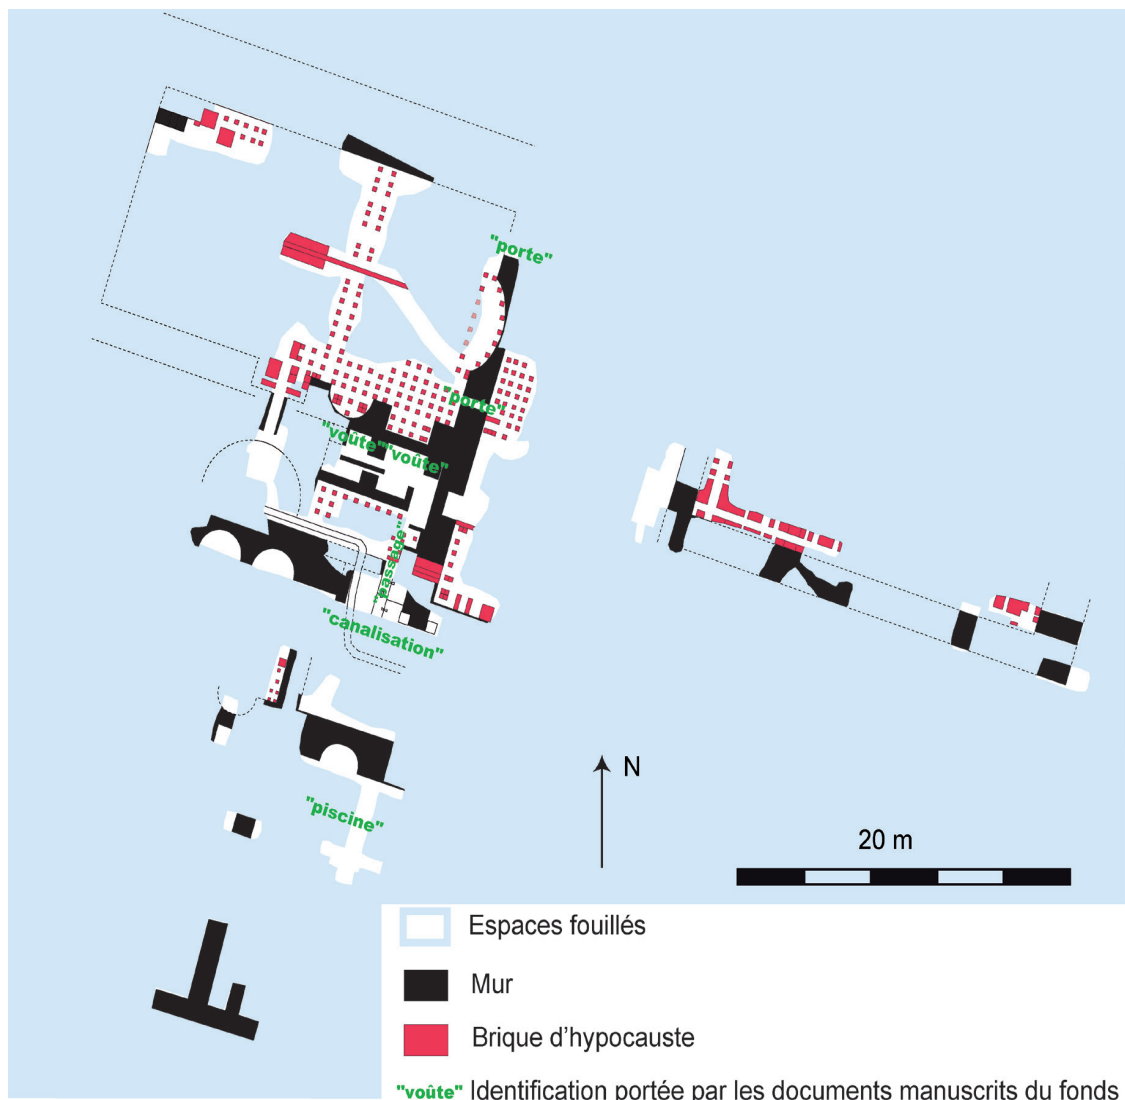 "porte"
"porte"
"voûte"
"voûte"
"passage"
"canalisation"
"piscine"
N
20 m
Espaces fouillés
Mur
Brique d'hypocauste
"voûte" Identification portée par les documents manuscrits du fonds